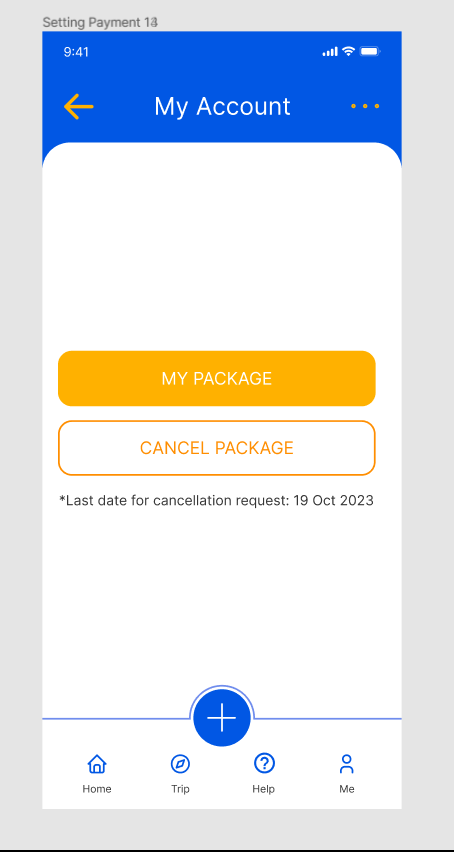 Setting Payment
9:41
My Account
MY PACKAGE
CANCEL PACKAGE
*Last date for cancellation request: 19 Oct 2023
Home
Trip
Help
Me